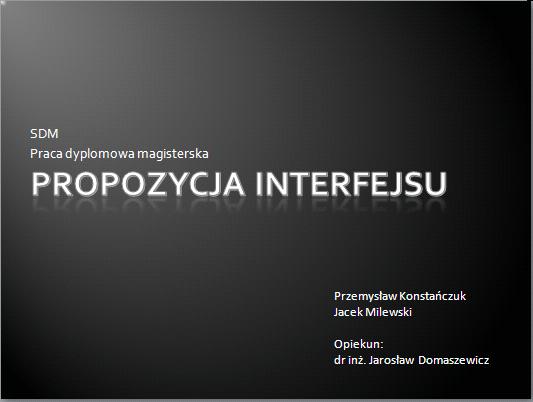 SDM
Praca dyplomowa magisterska
PROPOZYCJA INTERFEJSU
Przemysław Konstańczuk
Jacek Milewski
Opiekun:
dr inż. Jarosław Domaszewicz